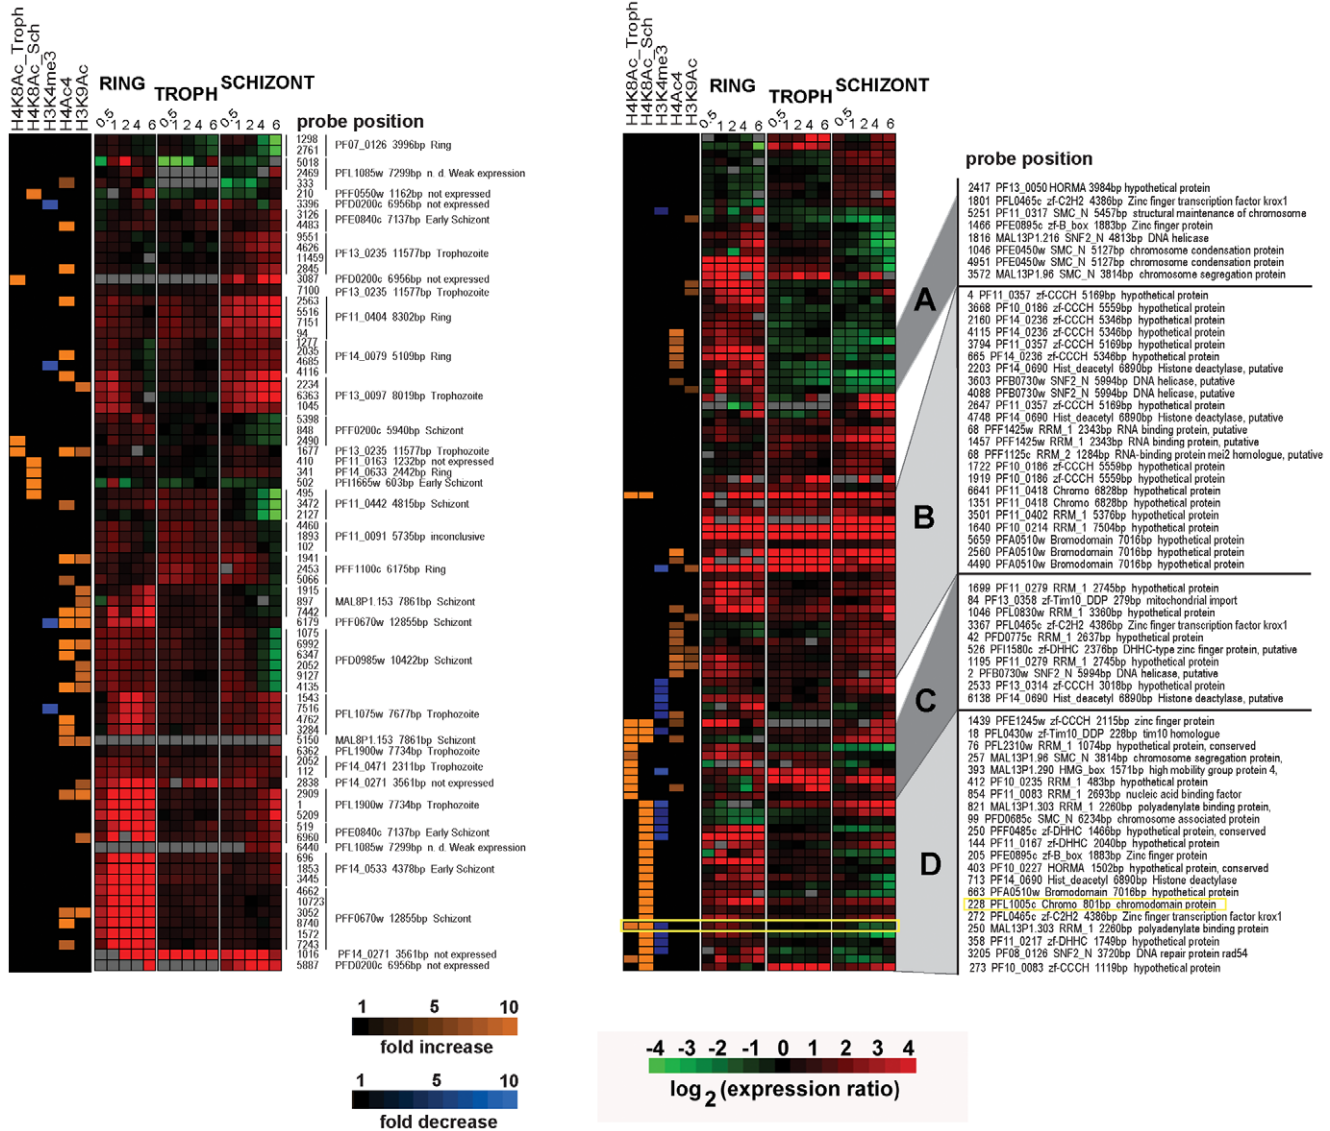 H4K8Ac_Troph
H4K8Ac_Sch
H3K4me3
H4Ac4
H3K9Ac
RING
TROPH
SCHIZONT
0.5 1 2 4 6
0.5 1 2 4 6
0.5 1 2 4 6
probe position
1298
2761
PF07_0126 3996bp Ring
5018
2469
333
PFL1085w 7299bp n. d. Weak expression
210 PFF0550w 1162bp not expressed
3396 PFD0200c 6956bp not expressed
3126
4483
PFE0840c 7137bp Early Schizont
9551
4626
11459
2845
PF13_0235 11577bp Trophozoite
3087 PFD0200c 6956bp not expressed
7100 PF13_0235 11577bp Trophozoite
2563
5516
7151
94
PF11_0404 8302bp Ring
1277
2035
4685
4116
PF14_0079 5109bp Ring
2234
6363
1045
PF13_0097 8019bp Trophozoite
5398
848
2490
PFF0200c 5940bp Schizont
1677 PF13_0235 11577bp Trophozoite
410 PF11_0163 1232bp not expressed
341 PF14_0633 2442bp Ring
502 PFI1665w 603bp Early Schizont
495
3472
2127
PF11_0442 4815bp Schizont
4460
1893
102
PF11_0091 5735bp inconclusive
1941
2453
5066
PFF1100c 6175bp Ring
1915
897
7442
MAL8P1.153 7861bp Schizont
6179 PFF0670w 12855bp Schizont
1075
6992
6347
2052
9127
4135
PFD0985w 10422bp Schizont
1543
7516
4762
3284
PFL1075w 7677bp Trophozoite
5150 MAL8P1.153 7861bp Schizont
6362 PFL1900w 7734bp Trophozoite
2052
112
PF14_0471 2311bp Trophozoite
2838 PF14_0271 3561bp not expressed
2909
1
5209
PFL1900w 7734bp Trophozoite
519
6960
PFE0840c 7137bp Early Schizont
6440 PFL1085w 7299bp n. d. Weak expression
696
1853
3445
PF14_0533 4378bp Early Schizont
4662
10723
3052
8740
1572
7243
PFF0670w 12855bp Schizont
1016 PF14_0271 3561bp not expressed
5887 PFD0200c 6956bp not expressed
1 5 10
fold increase
1 5 10
fold decrease
H4K8Ac_Troph
H4K8Ac_Sch
H3K4me3
H4Ac4
H3K9Ac
RING
TROPH
SCHIZONT
0.5 1 2 4 6
0.5 1 2 4 6
0.5 1 2 4 6
A
B
C
D
probe position
2417 PF13_0050 HORMA 3984bp hypothetical protein
1801 PFL0465c zf-C2H2 4386bp Zinc finger transcription factor krox1
5251 PF11_0317 SMC_N 5457bp structural maintenance of chromosome
1466 PFE0895c zf-B_box 1883bp Zinc finger protein
1816 MAL13P1.216 SNF2_N 4813bp DNA helicase
1046 PFE0450w SMC_N 5127bp chromosome condensation protein
4951 PFE0450w SMC_N 5127bp chromosome condensation protein
3572 MAL13P1.96 SMC_N 3814bp chromosome segregation protein
4 PF11_0357 zf-CCCH 5169bp hypothetical protein
3668 PF10_0186 zf-CCCH 5559bp hypothetical protein
2160 PF14_0236 zf-CCCH 5346bp hypothetical protein
4115 PF14_0236 zf-CCCH 5346bp hypothetical protein
3794 PF11_0357 zf-CCCH 5169bp hypothetical protein
665 PF14_0236 zf-CCCH 5346bp hypothetical protein
2203 PF14_0690 Hist_deacetyl 6890bp Histone deactylase, putative
3603 PFB0730w SNF2_N 5994bp DNA helicase, putative
4088 PFB0730w SNF2_N 5994bp DNA helicase, putative
2647 PF11_0357 zf-CCCH 5169bp hypothetical protein
4748 PF14_0690 Hist_deacetyl 6890bp Histone deactylase, putative
68 PFF1425w RRM_1 2343bp RNA binding protein, putative
1457 PFF1425w RRM_1 2343bp RNA binding protein, putative
68 PFF1125c RRM_2 1284bp RNA-binding protein mei2 homologue, putative
1722 PF10_0186 zf-CCCH 5559bp hypothetical protein
1919 PF10_0186 zf-CCCH 5559bp hypothetical protein
6641 PF11_0418 Chromo 6828bp hypothetical protein
1351 PF11_0418 Chromo 6828bp hypothetical protein
3501 PF11_0402 RRM_1 5376bp hypothetical protein
1640 PF10_0214 RRM_1 7504bp hypothetical protein
5659 PFA0510w Bromodomain 7016bp hypothetical protein
2560 PFA0510w Bromodomain 7016bp hypothetical protein
4490 PFA0510w Bromodomain 7016bp hypothetical protein
1699 PF11_0279 RRM_1 2745bp hypothetical protein
84 PF13_0358 zf-Tim10_DDP 279bp mitochondrial import
1046 PFL0830w RRM_1 3360bp hypothetical protein
3367 PFL0465c zf-C2H2 4386bp Zinc finger transcription factor krox1
42 PFD0775c RRM_1 2637bp hypothetical protein
526 PFI1580c zf-DHHC 2376bp DHHC-type zinc finger protein, putative
1195 PF11_0279 RRM_1 2745bp hypothetical protein
2 PFB0730w SNF2_N 5994bp DNA helicase, putative
2533 PF13_0314 zf-CCCH 3018bp hypothetical protein
6138 PF14_0690 Hist_deacetyl 6890bp Histone deactylase, putative
1439 PFE1245w zf-CCCH 2115bp zinc finger protein
18 PFL0430w zf-Tim10_DDP 228bp tim10 homologue
76 PFL2310w RRM_1 1074bp hypothetical protein, conserved
257 MAL13P1.96 SMC_N 3814bp chromosome segregation protein,
393 MAL13P1.290 HMG_box 1571bp high mobility group protein 4,
412 PF10_0235 RRM_1 483bp hypothetical protein
854 PF11_0083 RRM_1 2693bp nucleic acid binding factor
821 MAL13P1.303 RRM_1 2260bp polyadenylate binding protein,
99 PFD0685c SMC_N 6234bp chromosome associated protein
250 PFF0485c zf-DHHC 1466bp hypothetical protein, conserved
144 PF11_0167 zf-DHHC 2040bp hypothetical protein
205 PFE0895c zf-B_box 1883bp Zinc finger protein
403 PF10_0227 HORMA 1502bp hypothetical protein, conserved
713 PF14_0690 Hist_deacetyl 6890bp Histone deactylase
663 PFA0510w Bromodomain 7016bp hypothetical protein
228 PFL1005c Chromo 801bp chromodomain protein
272 PFL0465c zf-C2H2 4386bp Zinc finger transcription factor krox1
250 MAL13P1.303 RRM_1 2260bp polyadenylate binding protein
358 PF11_0217 zf-DHHC 1749bp hypothetical protein
3205 PF08_0126 SNF2_N 3720bp DNA repair protein rad54
273 PF10_0083 zf-CCCH 1119bp hypothetical protein
-4 -3 -2 -1 0 1 2 3 4
log2 (expression ratio)